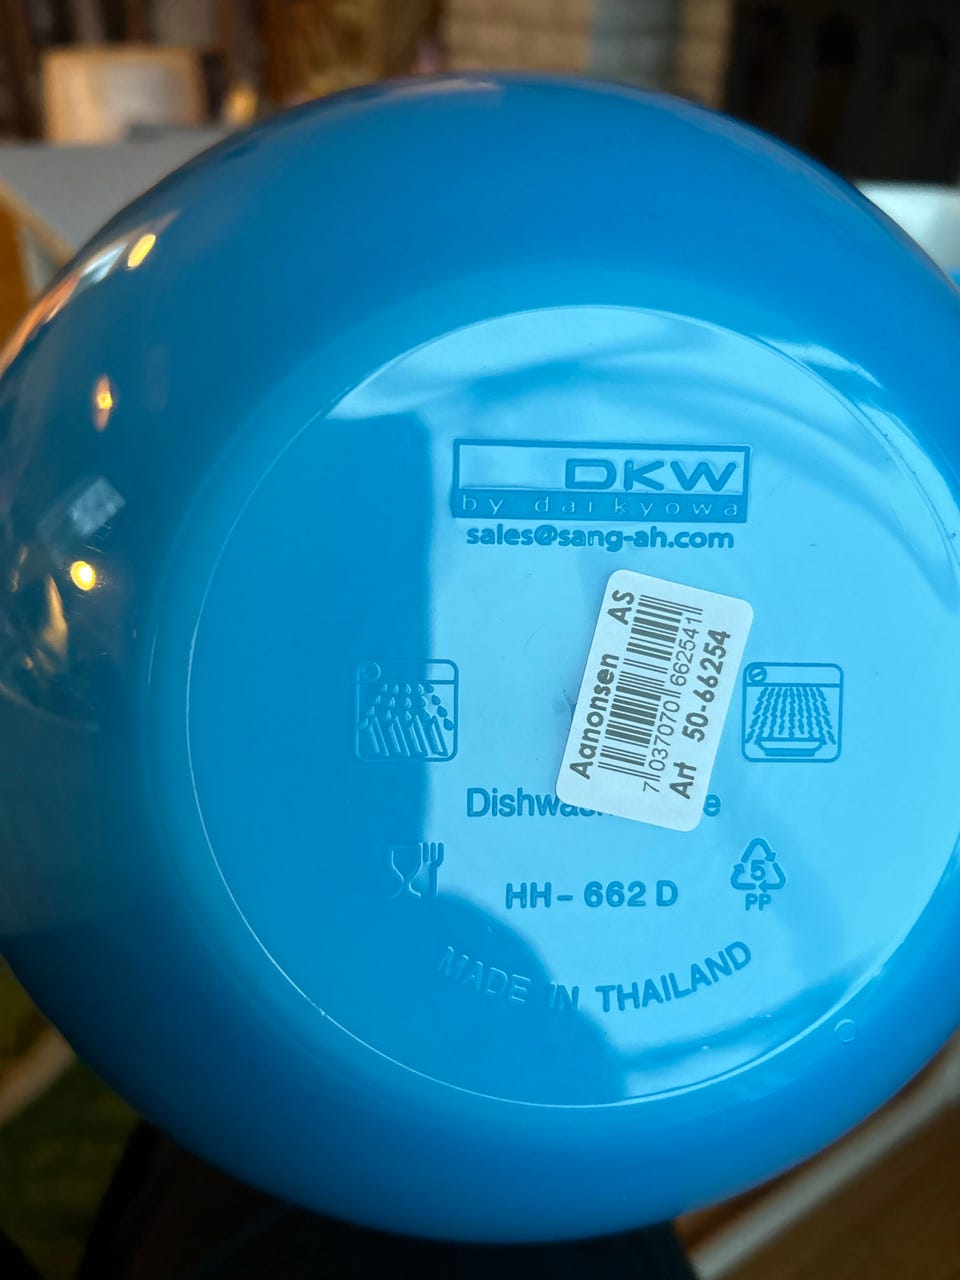 DKW
by daikyowa
sales@sang-ah.com
Aanonsen AS
7 037070 662541
Art 50-66254
HH-662 D
5
PP
MADE IN THAILAND